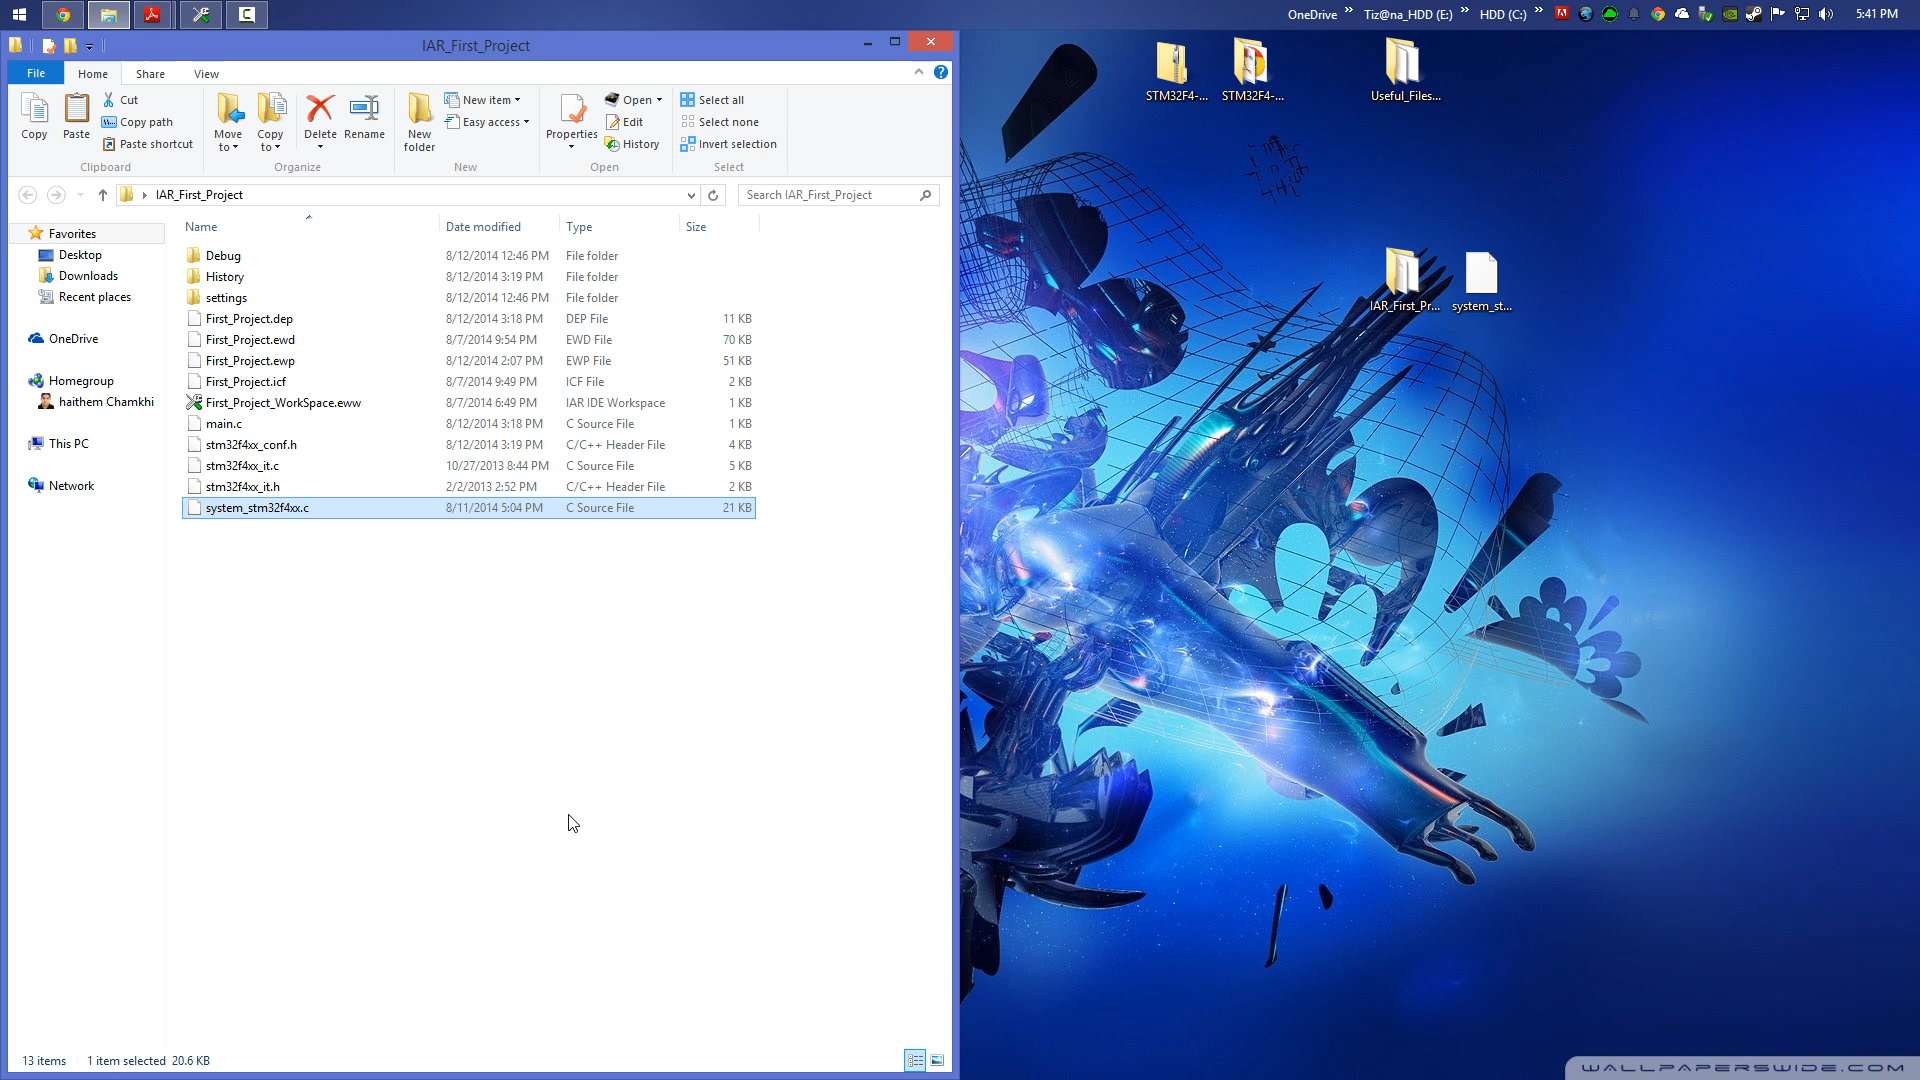 OneDrive » Tiz@na_HDD (E:) » HDD (C:) » 5:41 PM
IAR_First_Project
File Home Share View
Copy
Paste
Cut
Copy path
Paste shortcut
Clipboard
Move to
Copy to
Delete
Rename
Organize
New folder
New item
Easy access
New
Properties
Open
Edit
History
Open
Select all
Select none
Invert selection
Select
IAR_First_Project
Search IAR_First_Project
Favorites
Desktop
Downloads
Recent places
OneDrive
Homegroup
haithem Chamkhi
This PC
Network
Name Date modified Type Size
Debug 8/12/2014 12:46 PM File folder
History 8/12/2014 3:19 PM File folder
settings 8/12/2014 12:46 PM File folder
First_Project.dep 8/12/2014 3:18 PM DEP File 11 KB
First_Project.ewd 8/7/2014 9:54 PM EWD File 70 KB
First_Project.ewp 8/12/2014 2:07 PM EWP File 51 KB
First_Project.icf 8/7/2014 9:49 PM ICF File 2 KB
First_Project_WorkSpace.eww 8/7/2014 6:49 PM IAR IDE Workspace 1 KB
main.c 8/12/2014 3:18 PM C Source File 1 KB
stm32f4xx_conf.h 8/12/2014 3:19 PM C/C++ Header File 4 KB
stm32f4xx_it.c 10/27/2013 8:44 PM C Source File 5 KB
stm32f4xx_it.h 2/2/2013 2:52 PM C/C++ Header File 2 KB
system_stm32f4xx.c 8/11/2014 5:04 PM C Source File 21 KB
13 items 1 item selected 20.6 KB
STM32F4-...
STM32F4-...
Useful_Files...
IAR_First_Pr...
system_st...
WALLPAPERSWIDE.COM